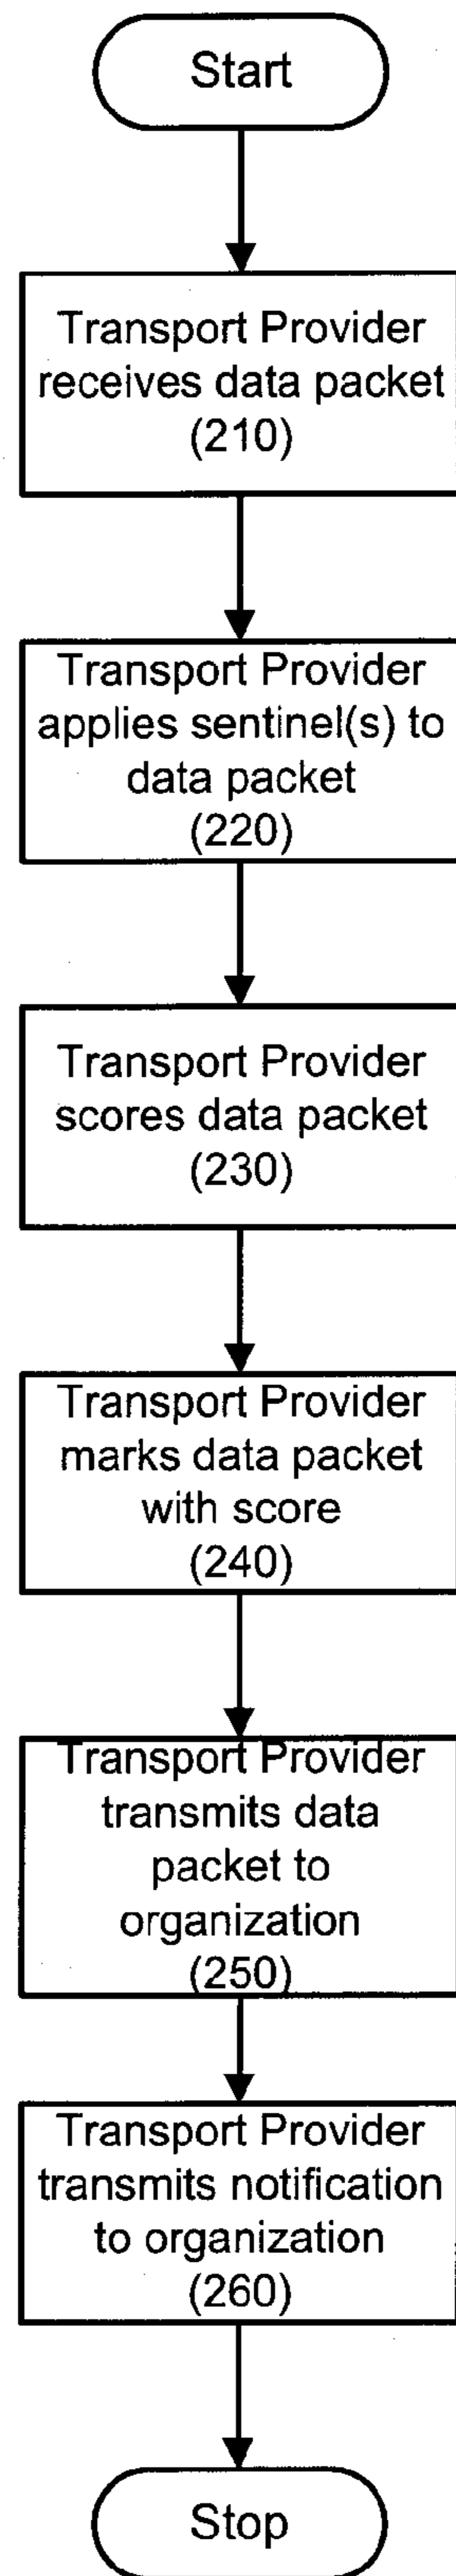 Start
Transport Provider
receives data packet
(210)
Transport Provider
applies sentinel(s) to
data packet
(220)
Transport Provider
scores data packet
(230)
Transport Provider
marks data packet
with score
(240)
Transport Provider
transmits data
packet to
organization
(250)
Transport Provider
transmits notification
to organization
(260)
Stop